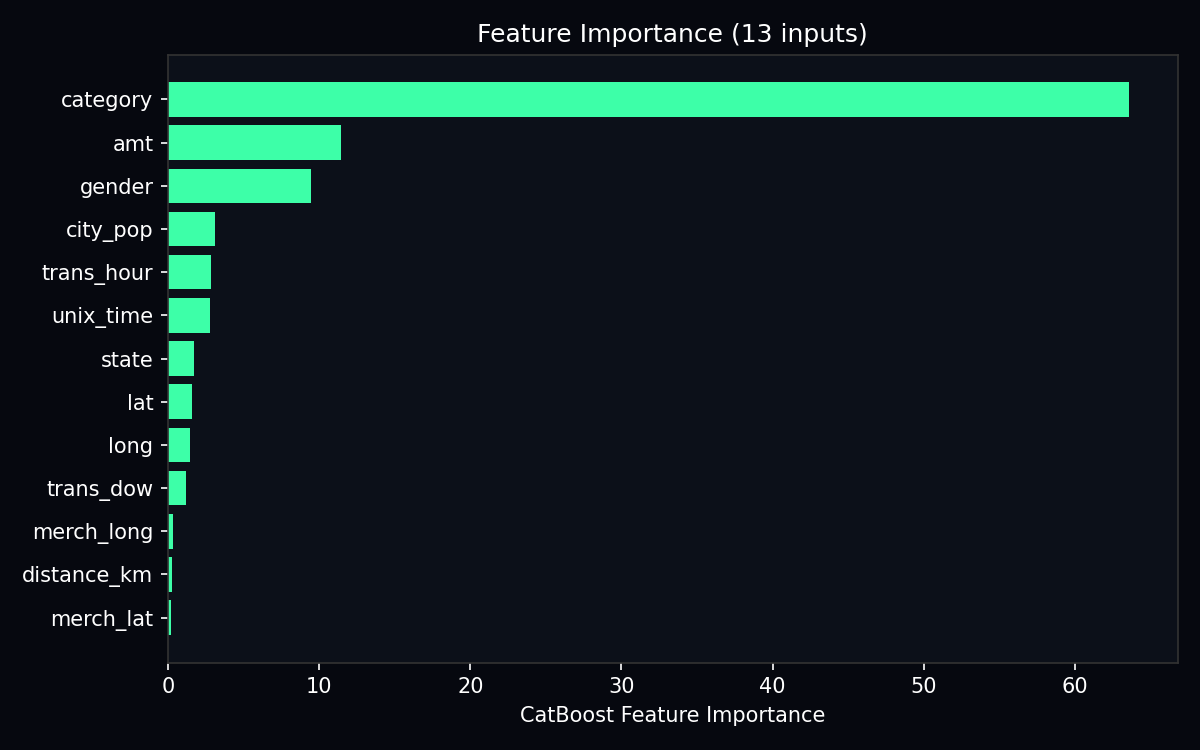 Feature Importance (13 inputs)
category
amt
gender
city_pop
trans_hour
unix_time
state
lat
long
trans_dow
merch_long
distance_km
merch_lat
0 10 20 30 40 50 60
CatBoost Feature Importance